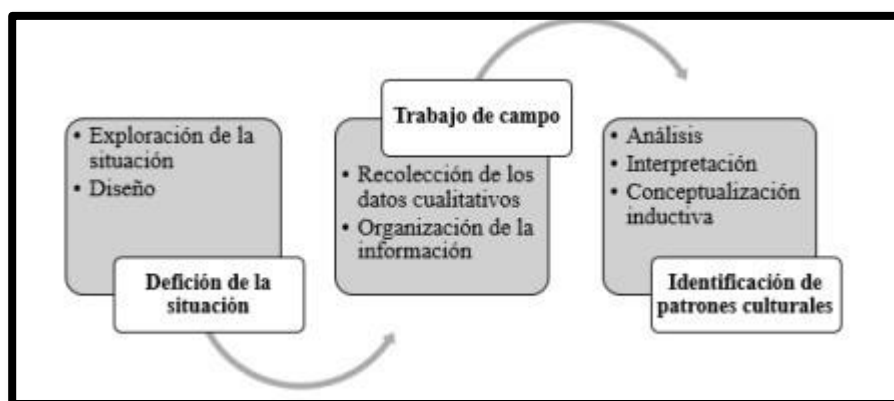 • Exploración de la
situación
• Diseño
Defición de la
situación
Trabajo de campo
• Recolección de los
datos cualitativos
• Organización de la
información
• Análisis
• Interpretación
• Conceptualización
inductiva
Identificación de
patrones culturales